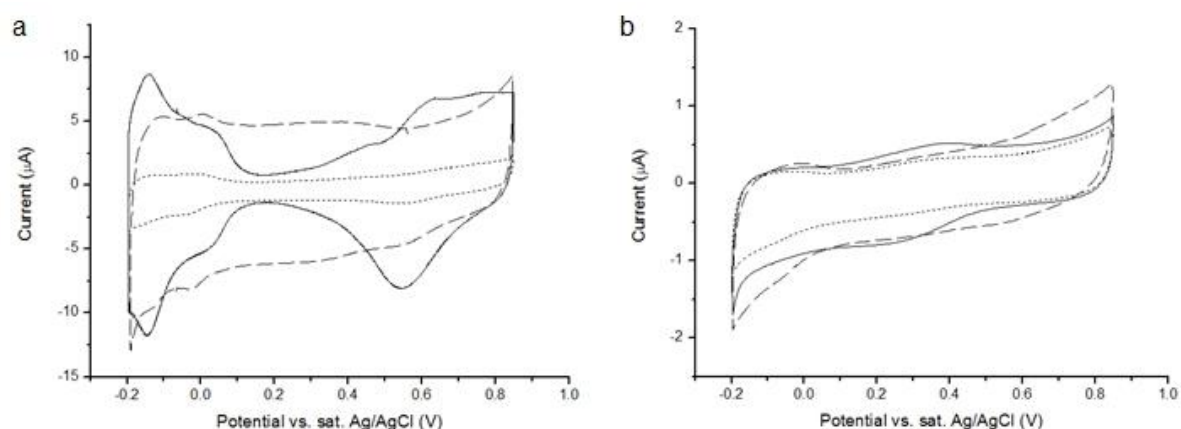 a
10
5
0
-5
-10
-15
Current (μA)
-0.2 0.0 0.2 0.4 0.6 0.8 1.0
Potential vs. sat. Ag/AgCl (V)
b
2
1
0
-1
-2
Current (μA)
-0.2 0.0 0.2 0.4 0.6 0.8 1.0
Potential vs. sat. Ag/AgCl (V)